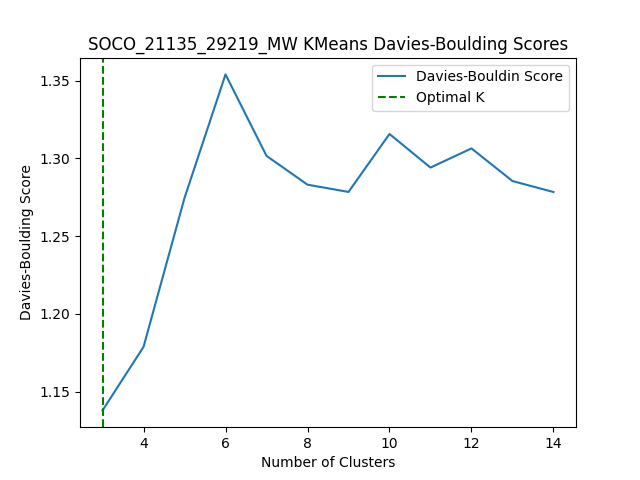 SOCO_21135_29219_MW KMeans Davies-Boulding Scores
Davies-Bouldin Score
Optimal K
Davies-Boulding Score
1.35
1.30
1.25
1.20
1.15
4 6 8 10 12 14
Number of Clusters